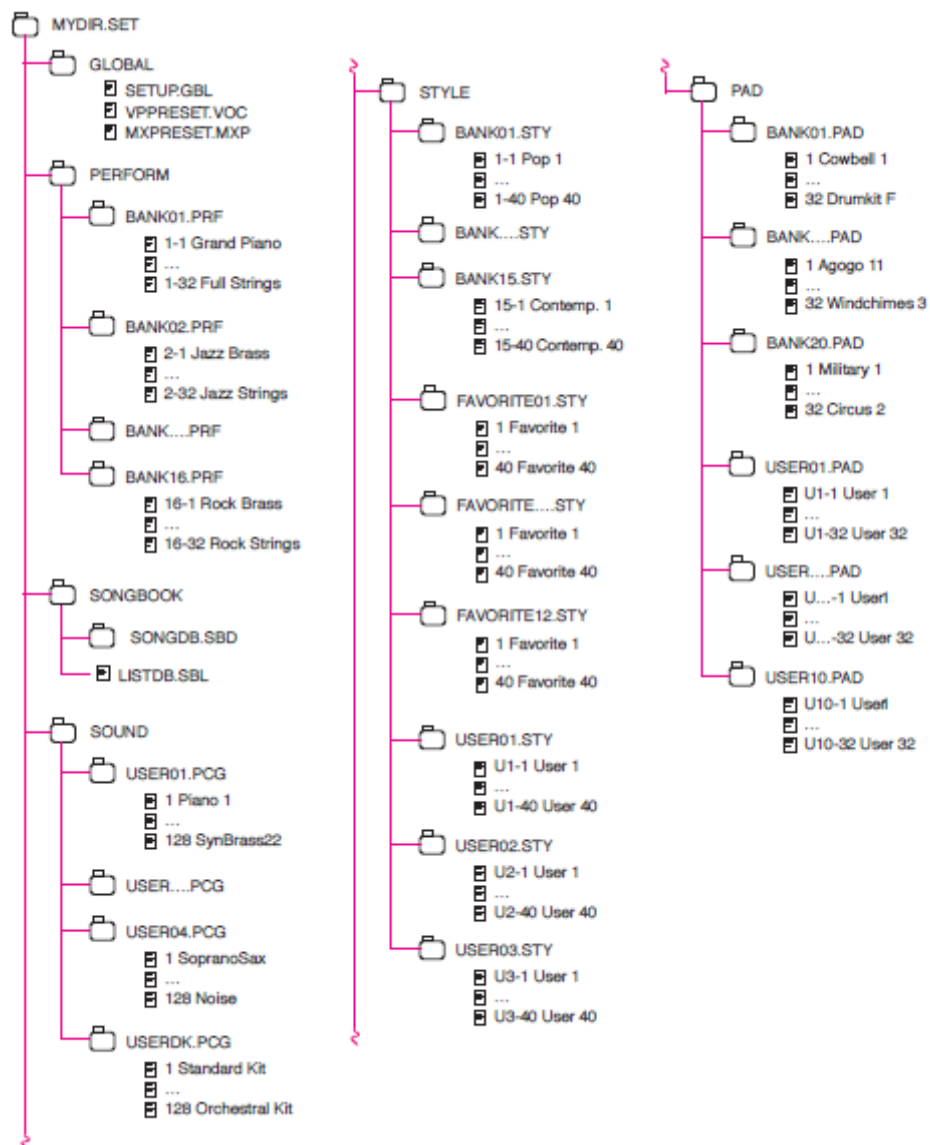 MYDIR.SET
GLOBAL
SETUP.GBL
VPPRESET.VOC
MXPRESET.MXP
PERFORM
BANK01.PRF
1-1 Grand Piano
...
1-32 Full Strings
BANK02.PRF
2-1 Jazz Brass
...
2-32 Jazz Strings
BANK....PRF
BANK16.PRF
16-1 Rock Brass
...
16-32 Rock Strings
SONGBOOK
SONGDB.SBD
LISTDB.SBL
SOUND
USER01.PCG
1 Piano 1
...
128 SynBrass22
USER....PCG
USER04.PCG
1 SopranoSax
...
128 Noise
USERDK.PCG
1 Standard Kit
...
128 Orchestral Kit
STYLE
BANK01.STY
1-1 Pop 1
...
1-40 Pop 40
BANK....STY
BANK15.STY
15-1 Contemp. 1
...
15-40 Contemp. 40
FAVORITE01.STY
1 Favorite 1
...
40 Favorite 40
FAVORITE....STY
1 Favorite 1
...
40 Favorite 40
FAVORITE12.STY
1 Favorite 1
...
40 Favorite 40
USER01.STY
U1-1 User 1
...
U1-40 User 40
USER02.STY
U2-1 User 1
...
U2-40 User 40
USER03.STY
U3-1 User 1
...
U3-40 User 40
PAD
BANK01.PAD
1 Cowbell 1
...
32 Drumkit F
BANK....PAD
1 Agogo 11
...
32 Windchimes 3
BANK20.PAD
1 Military 1
...
32 Circus 2
USER01.PAD
U1-1 User 1
...
U1-32 User 32
USER....PAD
U...-1 User1
...
U...-32 User 32
USER10.PAD
U10-1 User1
...
U10-32 User 32